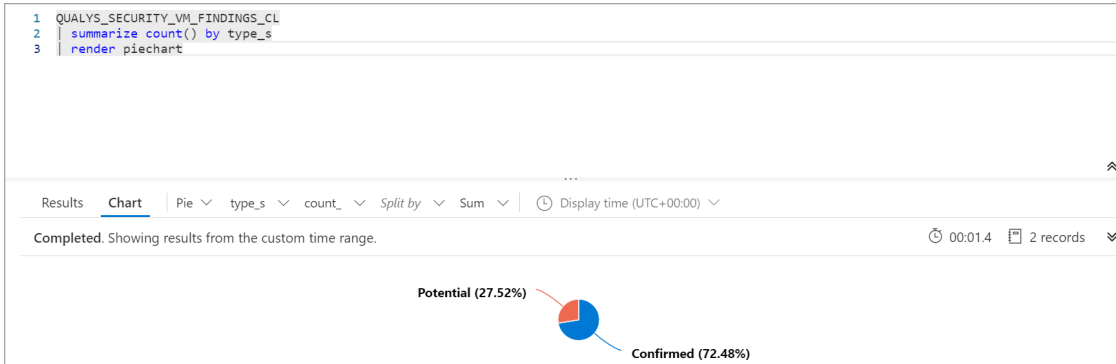 1 QUALYS_SECURITY_VM_FINDINGS_CL
2 | summarize count() by type_s
3 | render piechart
...
Results Chart Pie type_s count_ Split by Sum Display time (UTC+00:00)
Completed. Showing results from the custom time range. 00:01.4 2 records
Potential (27.52%)
Confirmed (72.48%)